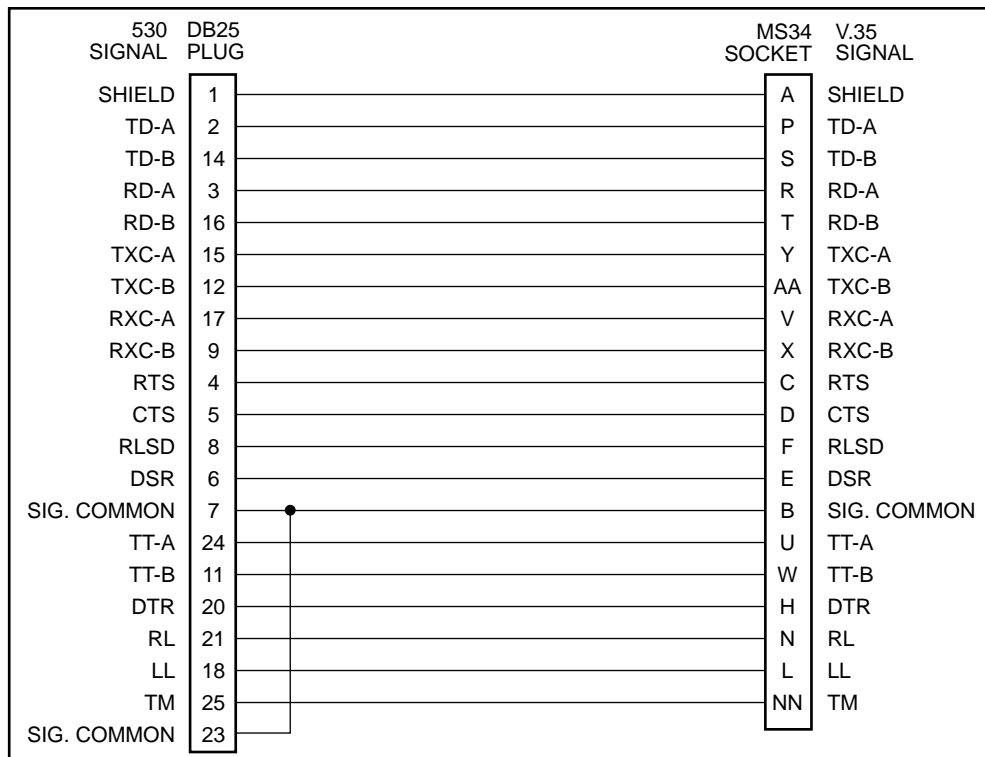 530 DB25 MS34 V.35
SIGNAL PLUG SOCKET SIGNAL
SHIELD 1 A SHIELD
TD-A 2 P TD-A
TD-B 14 S TD-B
RD-A 3 R RD-A
RD-B 16 T RD-B
TXC-A 15 Y TXC-A
TXC-B 12 AA TXC-B
RXC-A 17 V RXC-A
RXC-B 9 X RXC-B
RTS 4 C RTS
CTS 5 D CTS
RLSD 8 F RLSD
DSR 6 E DSR
SIG. COMMON 7 B SIG. COMMON
TT-A 24 U TT-A
TT-B 11 W TT-B
DTR 20 H DTR
RL 21 N RL
LL 18 L LL
TM 25 NN TM
SIG. COMMON 23